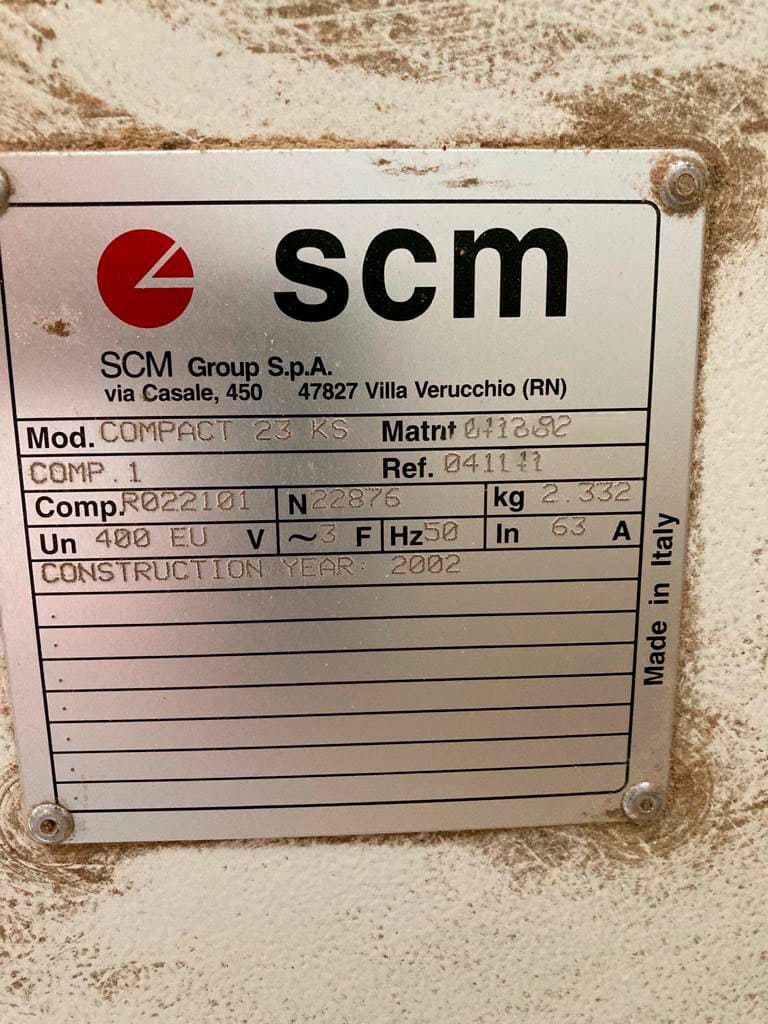 scm
SCM Group S.p.A.
via Casale, 450 47827 Villa Verucchio (RN)
Mod. COMPACT 23 KS Matr.
COMP.1 Ref.
Comp. R022101 N 22876 kg 2.332
Un 400 EU V ~3 F Hz 50 In 63 A
CONSTRUCTION YEAR: 2002
Made in Italy